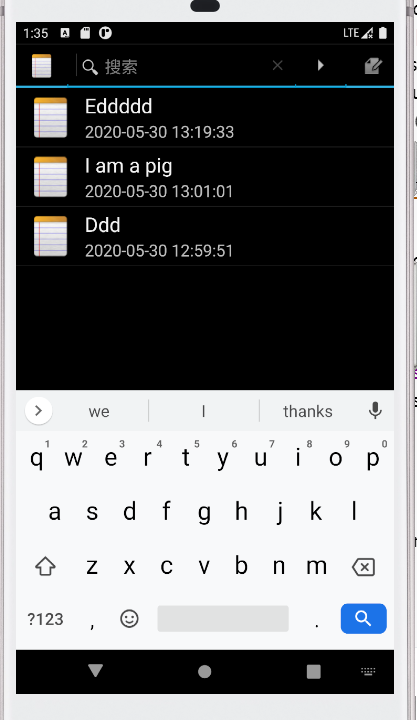 1:35 LTE
搜索
Eddddd
2020-05-30 13:19:33
I am a pig
2020-05-30 13:01:01
Ddd
2020-05-30 12:59:51
we I thanks
1 2 3 4 5 6 7 8 9 0
q w e r t y u i o p
a s d f g h j k l
z x c v b n m
?123 , .